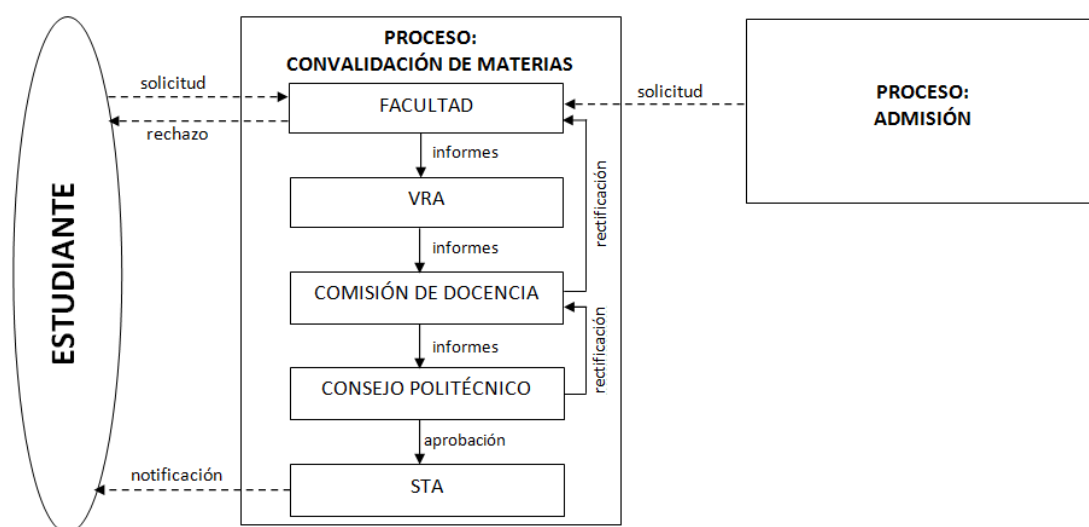 PROCESO:
CONVALIDACIÓN DE MATERIAS
solicitud
FACULTAD
solicitud
PROCESO:
ADMISIÓN
rechazo
informes
VRA
rectificación
informes
ESTUDIANTE
COMISIÓN DE DOCENCIA
informes
rectificación
CONSEJO POLITÉCNICO
aprobación
notificación
STA